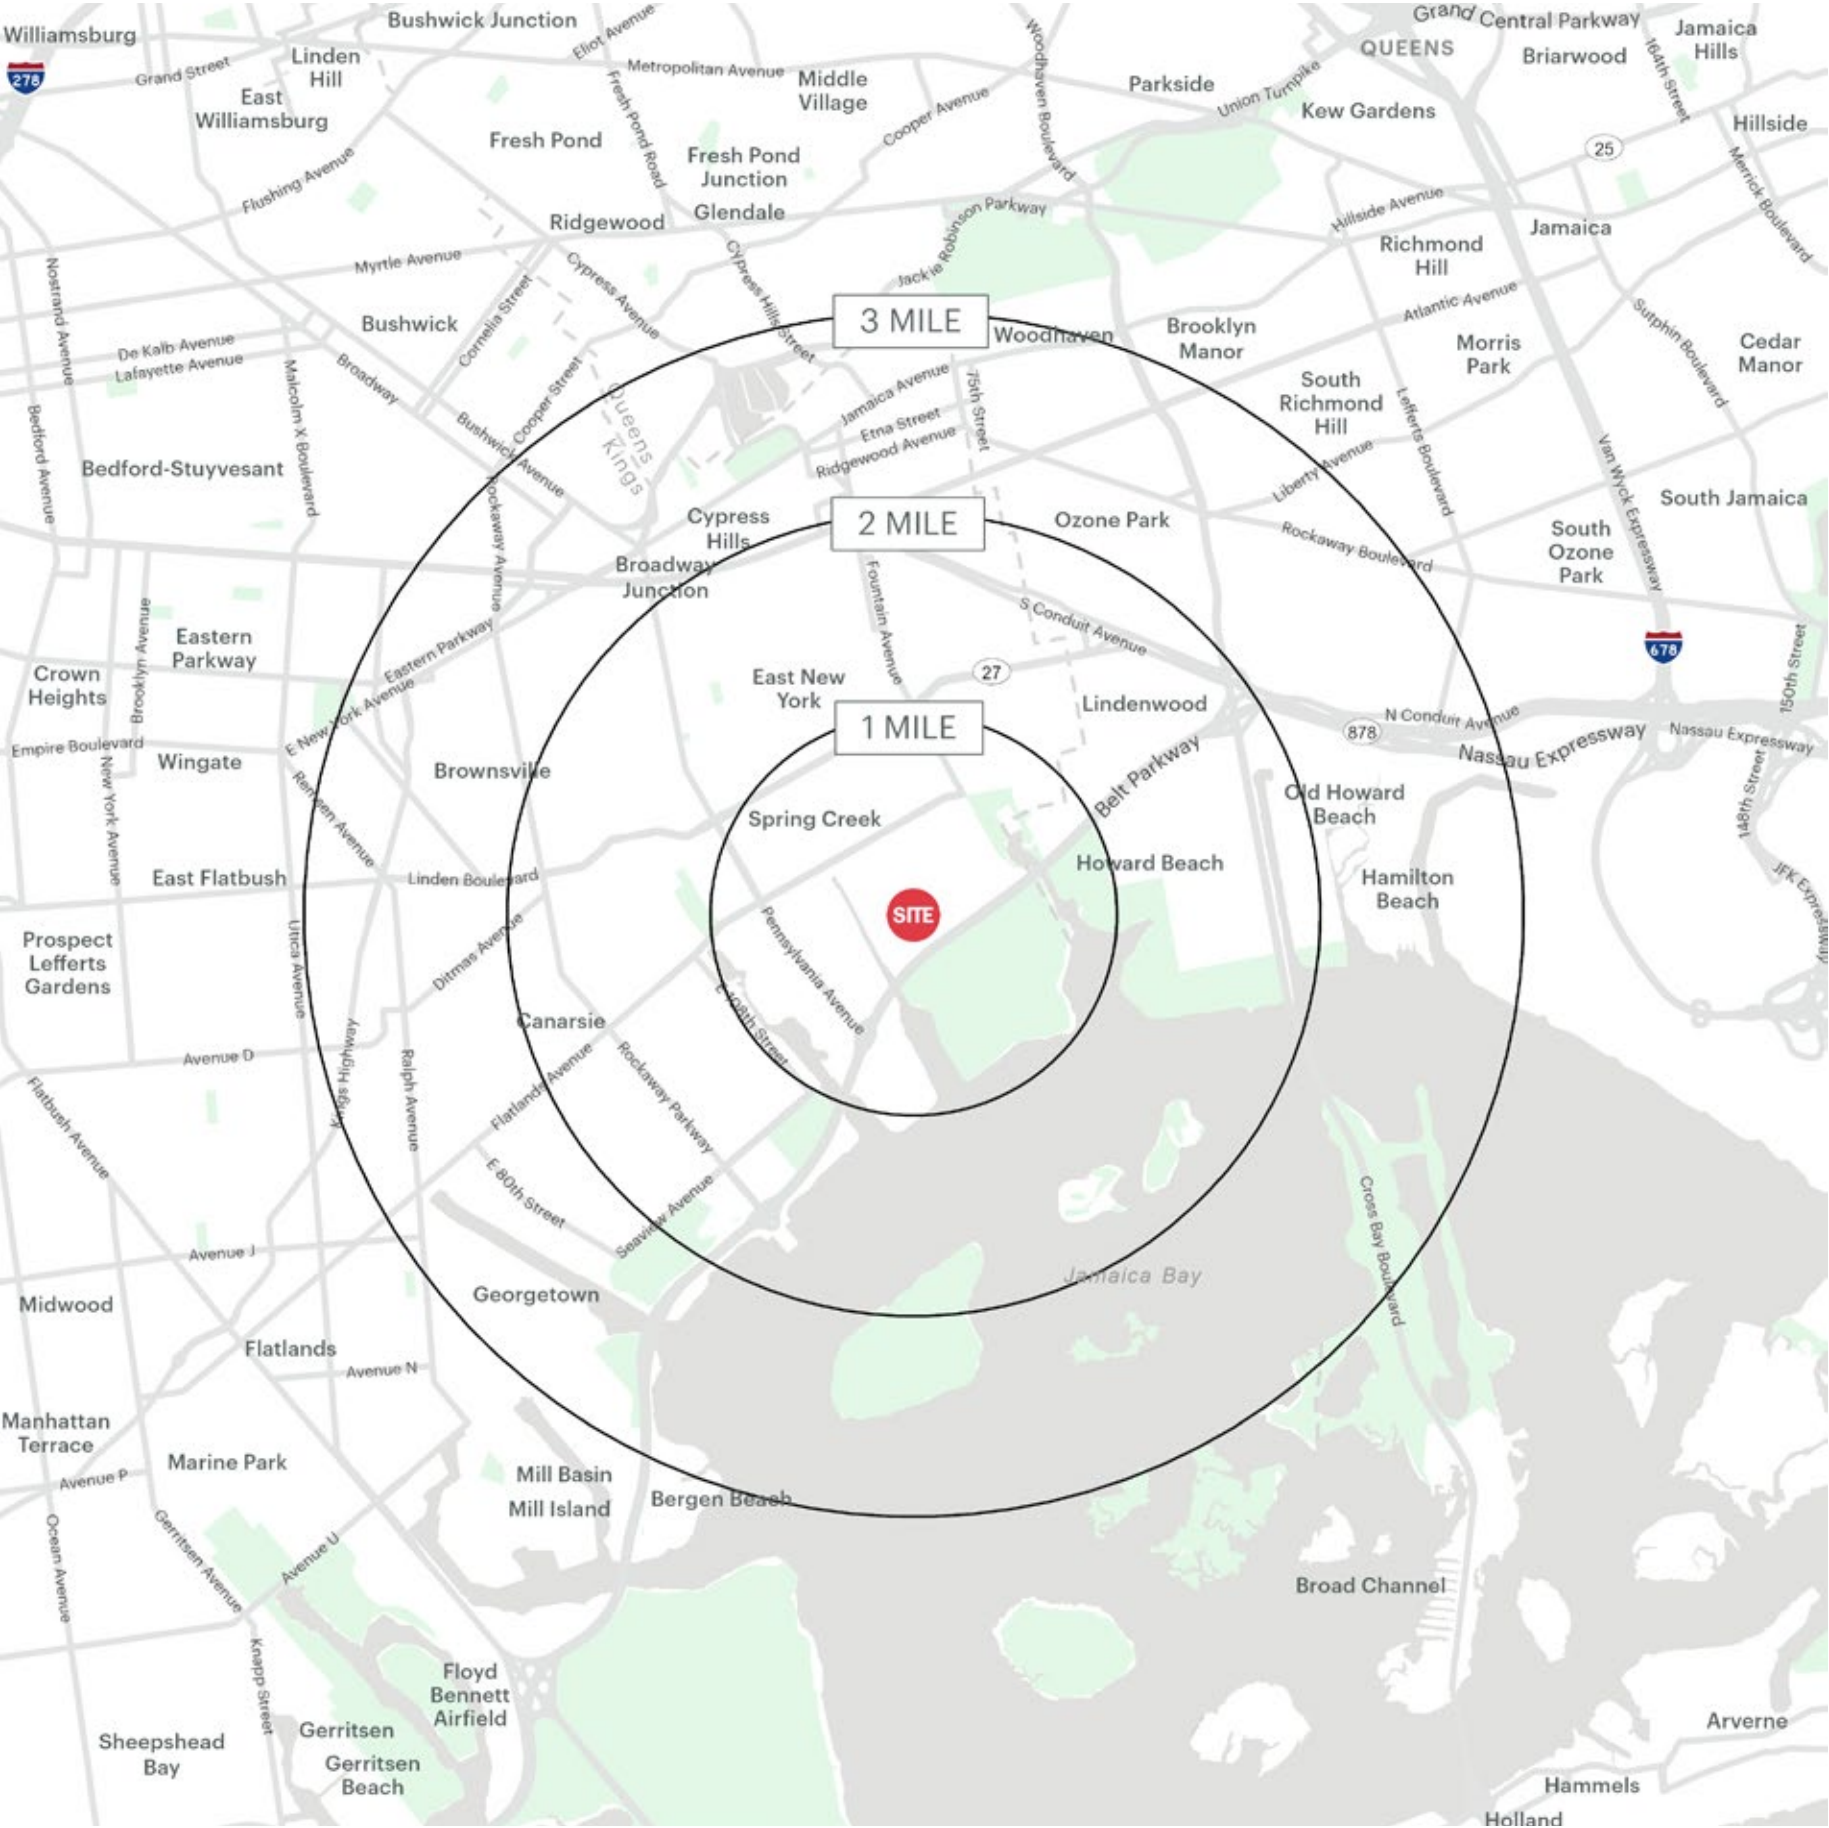 Williamsburg
278
Grand Street
Linden
Hill
Bushwick Junction
Eliot Avenue
Metropolitan Avenue
Middle
Village
Woodhaven Boulevard
Grand Central Parkway
QUEENS
Briarwood
164th Street
Jamaica
Hills
East
Williamsburg
Fresh Pond Road
Cooper Avenue
Parkside
Union Turnpike
Kew Gardens
Hillside
25
Merrick Boulevard
Flushing Avenue
Fresh Pond
Fresh Pond
Junction
Glendale
Ridgewood
Jackie Robinson Parkway
Hillside Avenue
Richmond
Hill
Jamaica
Nostrand Avenue
Myrtle Avenue
Cypress Avenue
Cypress Hills Street
Atlantic Avenue
Sutphin Boulevard
Bushwick
Cornelia Street
3 MILE
Woodhaven
Brooklyn
Manor
Morris
Park
Cedar
Manor
De Kalb Avenue
Lafayette Avenue
Malcolm X Boulevard
Broadway
Cooper Street
Queens
Kings
Jamaica Avenue
Etna Street
Ridgewood Avenue
75th Street
South
Richmond
Hill
Lefferts Boulevard
Bedford Avenue
Bedford-Stuyvesant
Bushwick Avenue
Rockaway Avenue
Liberty Avenue
Van Wyck Expressway
South Jamaica
Cypress
Hills
2 MILE
Ozone Park
Rockaway Boulevard
South
Ozone
Park
Broadway
Junction
Fountain Avenue
S Conduit Avenue
Brooklyn Avenue
Eastern
Parkway
Eastern Parkway
678
150th Street
Crown
Heights
East New
York
27
Lindenwood
E New York Avenue
1 MILE
N Conduit Avenue
878
Nassau Expressway
Nassau Expressway
Empire Boulevard
New York Avenue
Wingate
Remsen Avenue
Brownsville
Belt Parkway
Old Howard
Beach
148th Street
Spring Creek
East Flatbush
Linden Boulevard
Howard Beach
Hamilton
Beach
JFK Expressway
SITE
Prospect
Lefferts
Gardens
Utica Avenue
Ditmas Avenue
Pennsylvania Avenue
E 108th Street
Canarsie
Avenue D
Kings Highway
Ralph Avenue
Flatlands Avenue
Rockaway Parkway
Flatbush Avenue
E 80th Street
Seaview Avenue
Cross Bay Boulevard
Avenue J
Jamaica Bay
Midwood
Georgetown
Flatlands
Avenue N
Manhattan
Terrace
Marine Park
Avenue P
Mill Basin
Mill Island
Bergen Beach
Ocean Avenue
Gerritsen Avenue
Avenue U
Broad Channel
Knapp Street
Floyd
Bennett
Airfield
Sheepshead
Bay
Gerritsen
Gerritsen
Beach
Arverne
Hammels
Holland